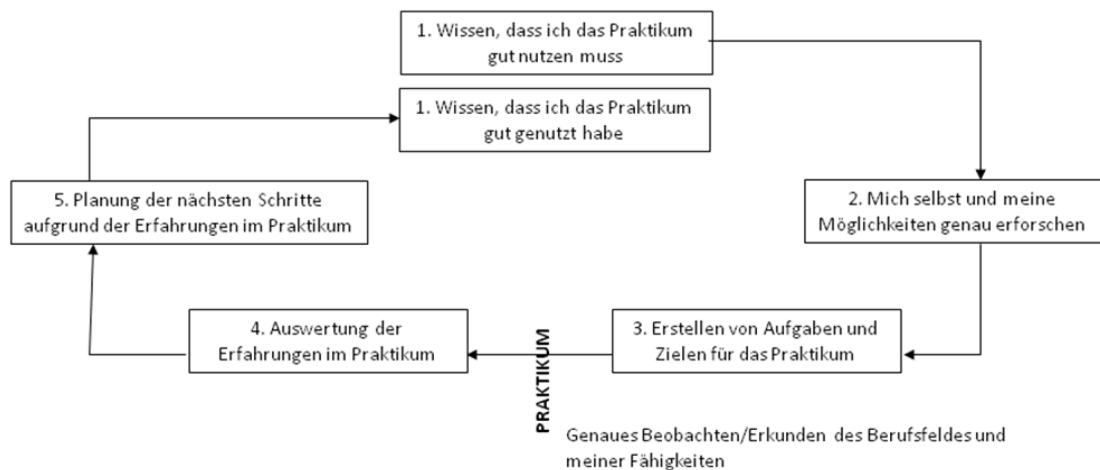 1. Wissen, dass ich das Praktikum
gut nutzen muss
1. Wissen, dass ich das Praktikum
gut genutzt habe
2. Mich selbst und meine
Möglichkeiten genau erforschen
3. Erstellen von Aufgaben und
Zielen für das Praktikum
PRAKTIKUM
Genaues Beobachten/Erkunden des Berufsfeldes und
meiner Fähigkeiten
4. Auswertung der
Erfahrungen im Praktikum
5. Planung der nächsten Schritte
aufgrund der Erfahrungen im Praktikum